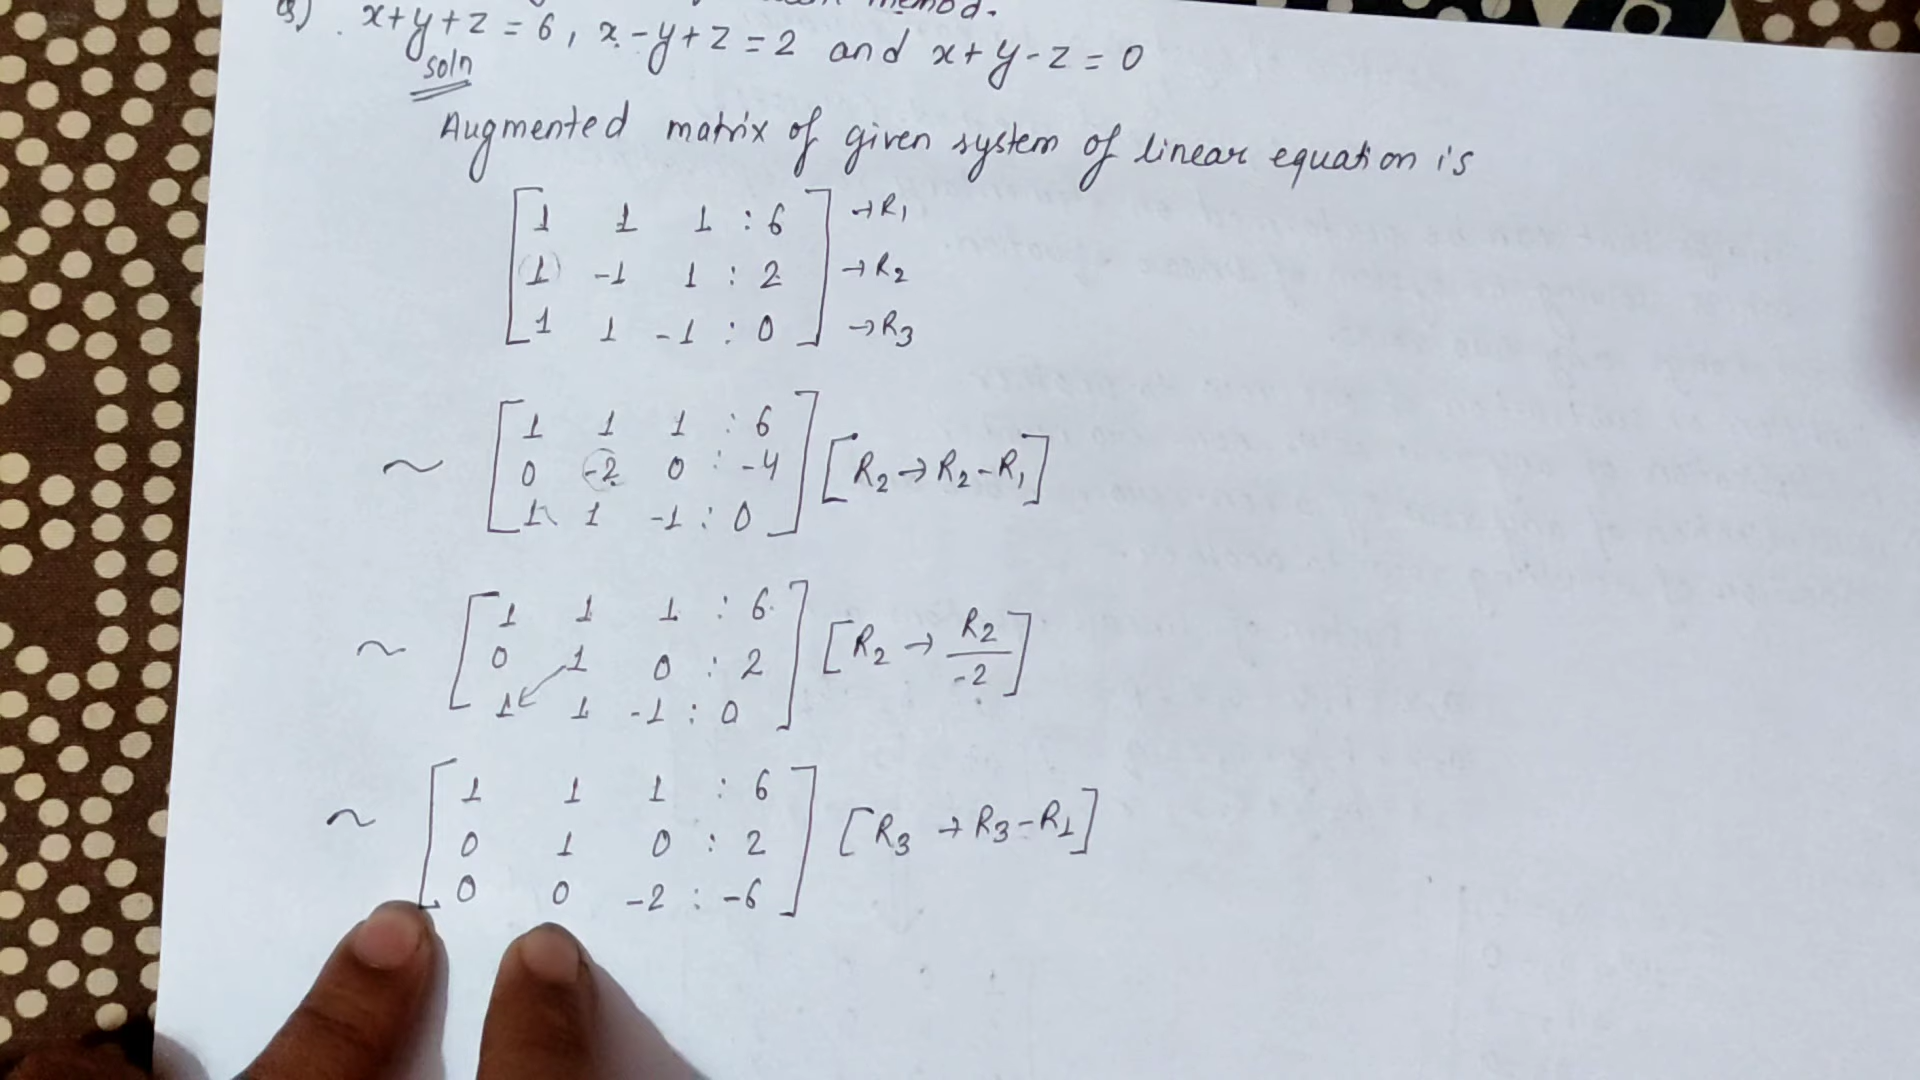 Q) . x+y+z = 6, x-y+z = 2 and x+y-z = 0
soln
Augmented matrix of given system of linear equation is
[1 1 1 : 6] →R1
[1 -1 1 : 2] →R2
[1 1 -1 : 0] →R3
~ [1 1 1 : 6]
[0 -2 0 : -4] [R2→R2-R1]
[1 1 -1 : 0]
~ [1 1 1 : 6]
[0 1 0 : 2] [R2→R2/-2]
[1 1 -1 : 0]
~ [1 1 1 : 6]
[0 1 0 : 2] [R3→R3-R1]
[0 0 -2 : -6]